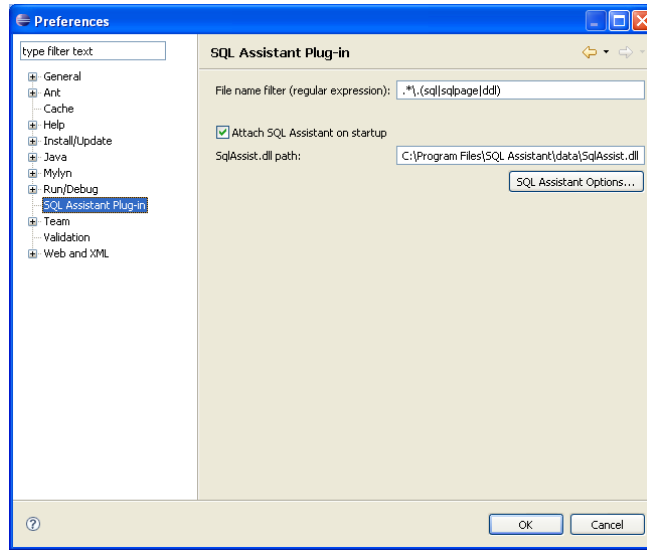 Preferences
type filter text
General
Ant
Cache
Help
Install/Update
Java
Mylyn
Run/Debug
SQL Assistant Plug-in
Team
Validation
Web and XML
SQL Assistant Plug-in
File name filter (regular expression): .*\.(sql|sqlpage|ddl)
Attach SQL Assistant on startup
SqlAssist.dll path: C:\Program Files\SQL Assistant\data\SqlAssist.dll
SQL Assistant Options...
OK Cancel